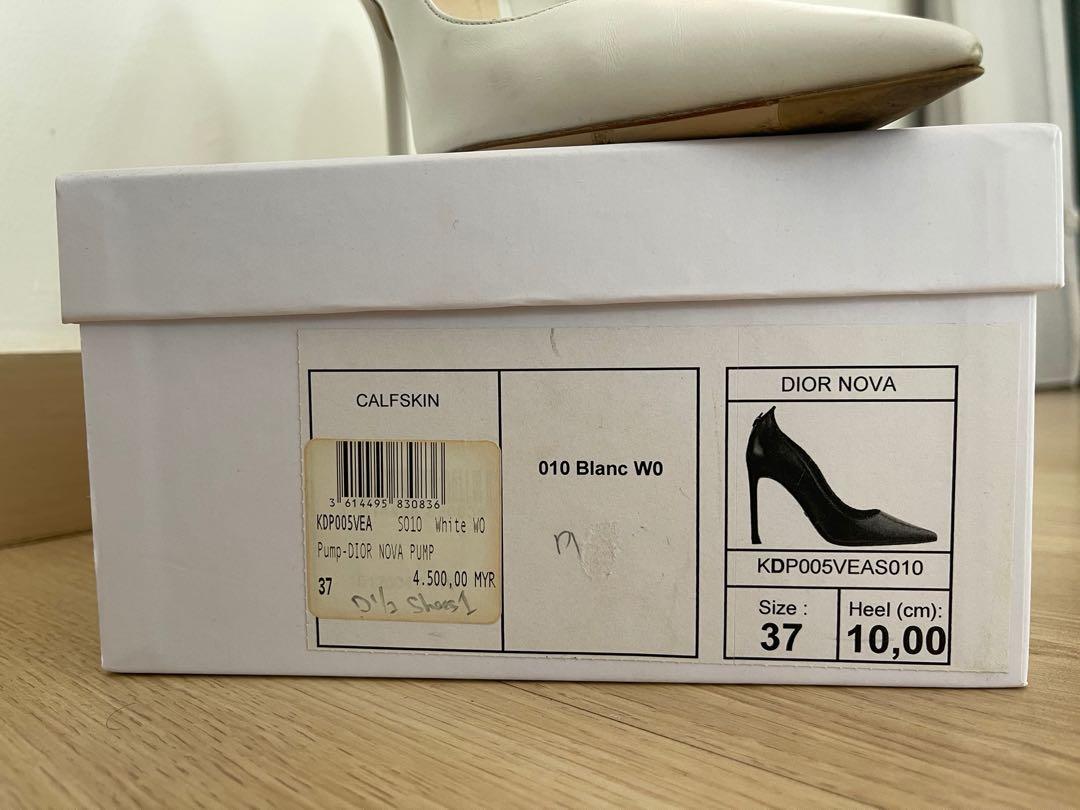 CALFSKIN
3 614495 830836
KDP005VEA S010 White W0
Pump-DIOR NOVA PUMP
37 4.500,00 MYR
010 Blanc W0
DIOR NOVA
KDP005VEAS010
Size : Heel (cm):
37 10,00